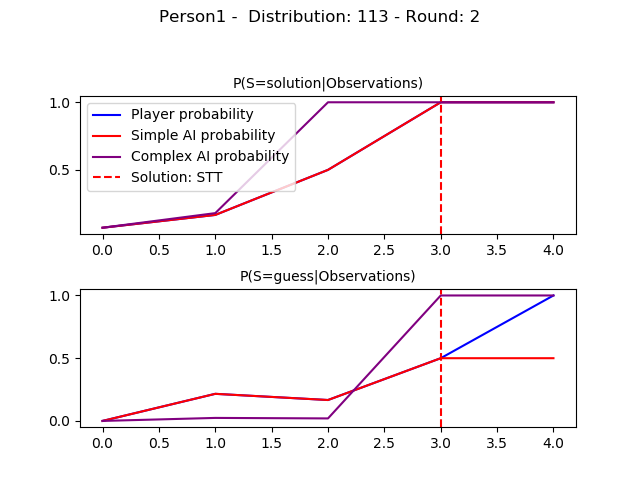 Person1 -  Distribution: 113 - Round: 2
P(S=solution|Observations)
1.0
0.5
Player probability
Simple AI probability
Complex AI probability
Solution: STT
0.0 0.5 1.0 1.5 2.0 2.5 3.0 3.5 4.0
P(S=guess|Observations)
1.0
0.5
0.0
0.0 0.5 1.0 1.5 2.0 2.5 3.0 3.5 4.0